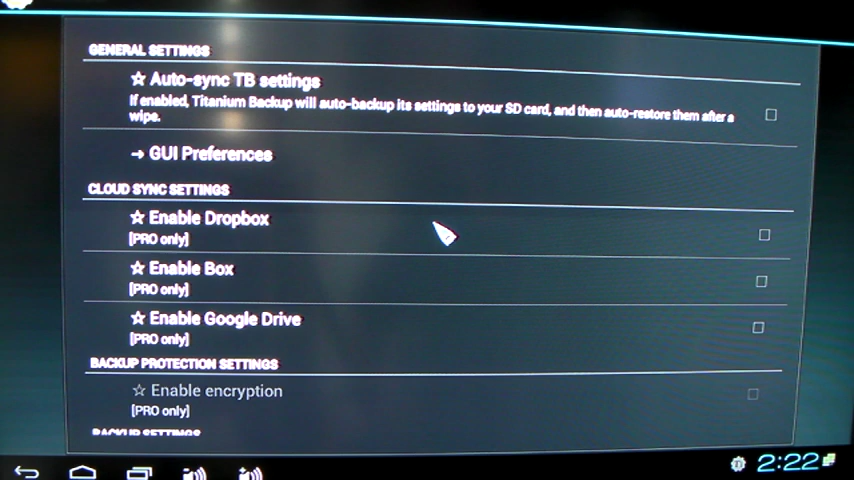 GENERAL SETTINGS
☆ Auto-sync TB settings
If enabled, Titanium Backup will auto-backup its settings to your SD card, and then auto-restore them after a
wipe.
→ GUI Preferences
CLOUD SYNC SETTINGS
☆ Enable Dropbox
[PRO only]
☆ Enable Box
[PRO only]
☆ Enable Google Drive
[PRO only]
BACKUP PROTECTION SETTINGS
☆ Enable encryption
[PRO only]
BACKUP SETTINGS
2:22